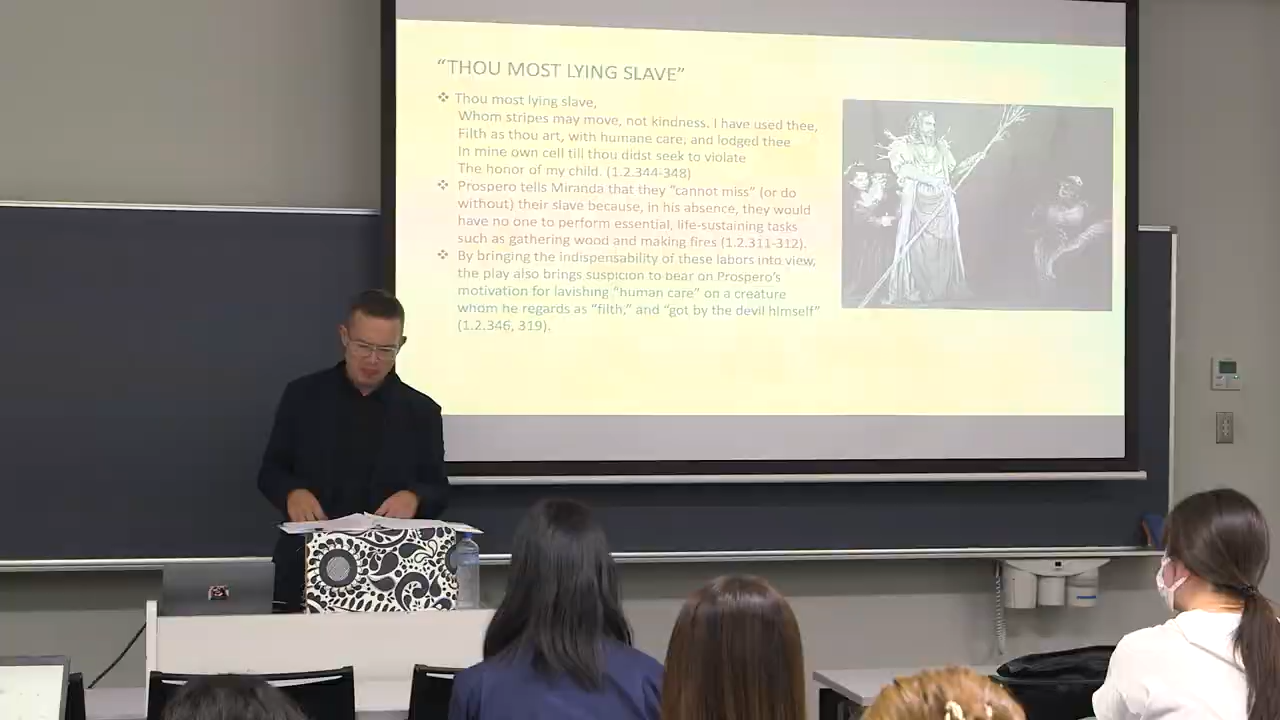 “THOU MOST LYING SLAVE”
❖ Thou most lying slave,
Whom stripes may move, not kindness. I have used thee,
Filth as thou art, with humane care; and lodged thee
In mine own cell till thou didst seek to violate
The honor of my child. (1.2.344-348)
❖ Prospero tells Miranda that they “cannot miss” (or do
without) their slave because, in his absence, they would
have no one to perform essential, life-sustaining tasks
such as gathering wood and making fires (1.2.311-312).
❖ By bringing the indispensability of these labors into view,
the play also brings suspicion to bear on Prospero’s
motivation for lavishing “human care” on a creature
whom he regards as “filth,” and “got by the devil himself”
(1.2.346, 319).